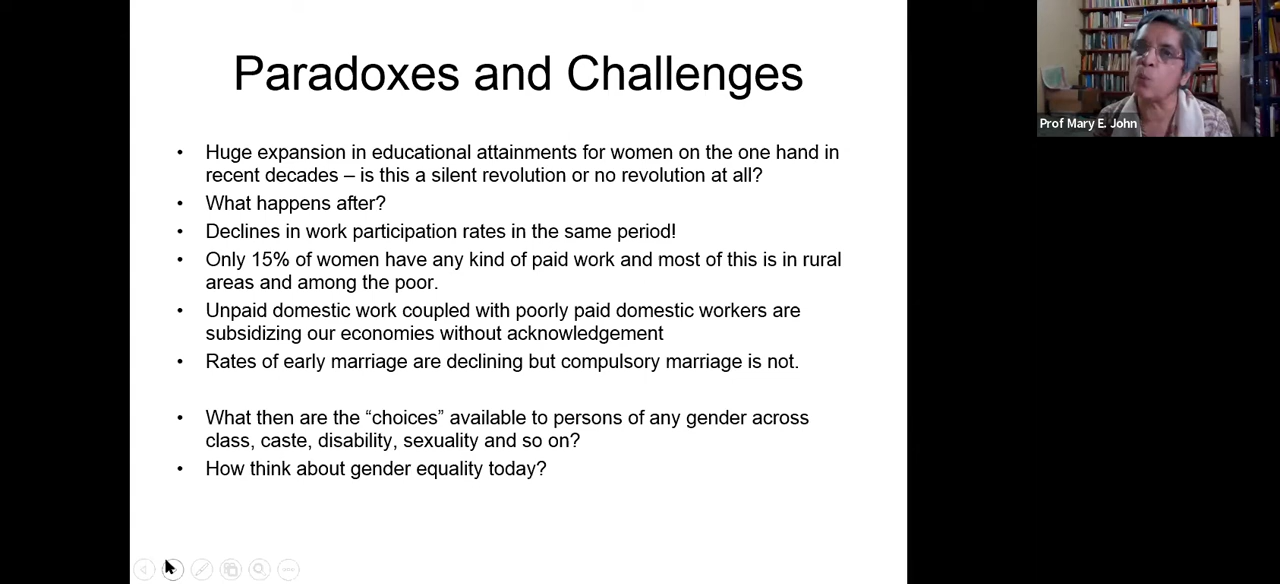 Paradoxes and Challenges
Prof Mary E. John
• Huge expansion in educational attainments for women on the one hand in
recent decades – is this a silent revolution or no revolution at all?
• What happens after?
• Declines in work participation rates in the same period!
• Only 15% of women have any kind of paid work and most of this is in rural
areas and among the poor.
• Unpaid domestic work coupled with poorly paid domestic workers are
subsidizing our economies without acknowledgement
• Rates of early marriage are declining but compulsory marriage is not.
• What then are the “choices” available to persons of any gender across
class, caste, disability, sexuality and so on?
• How think about gender equality today?